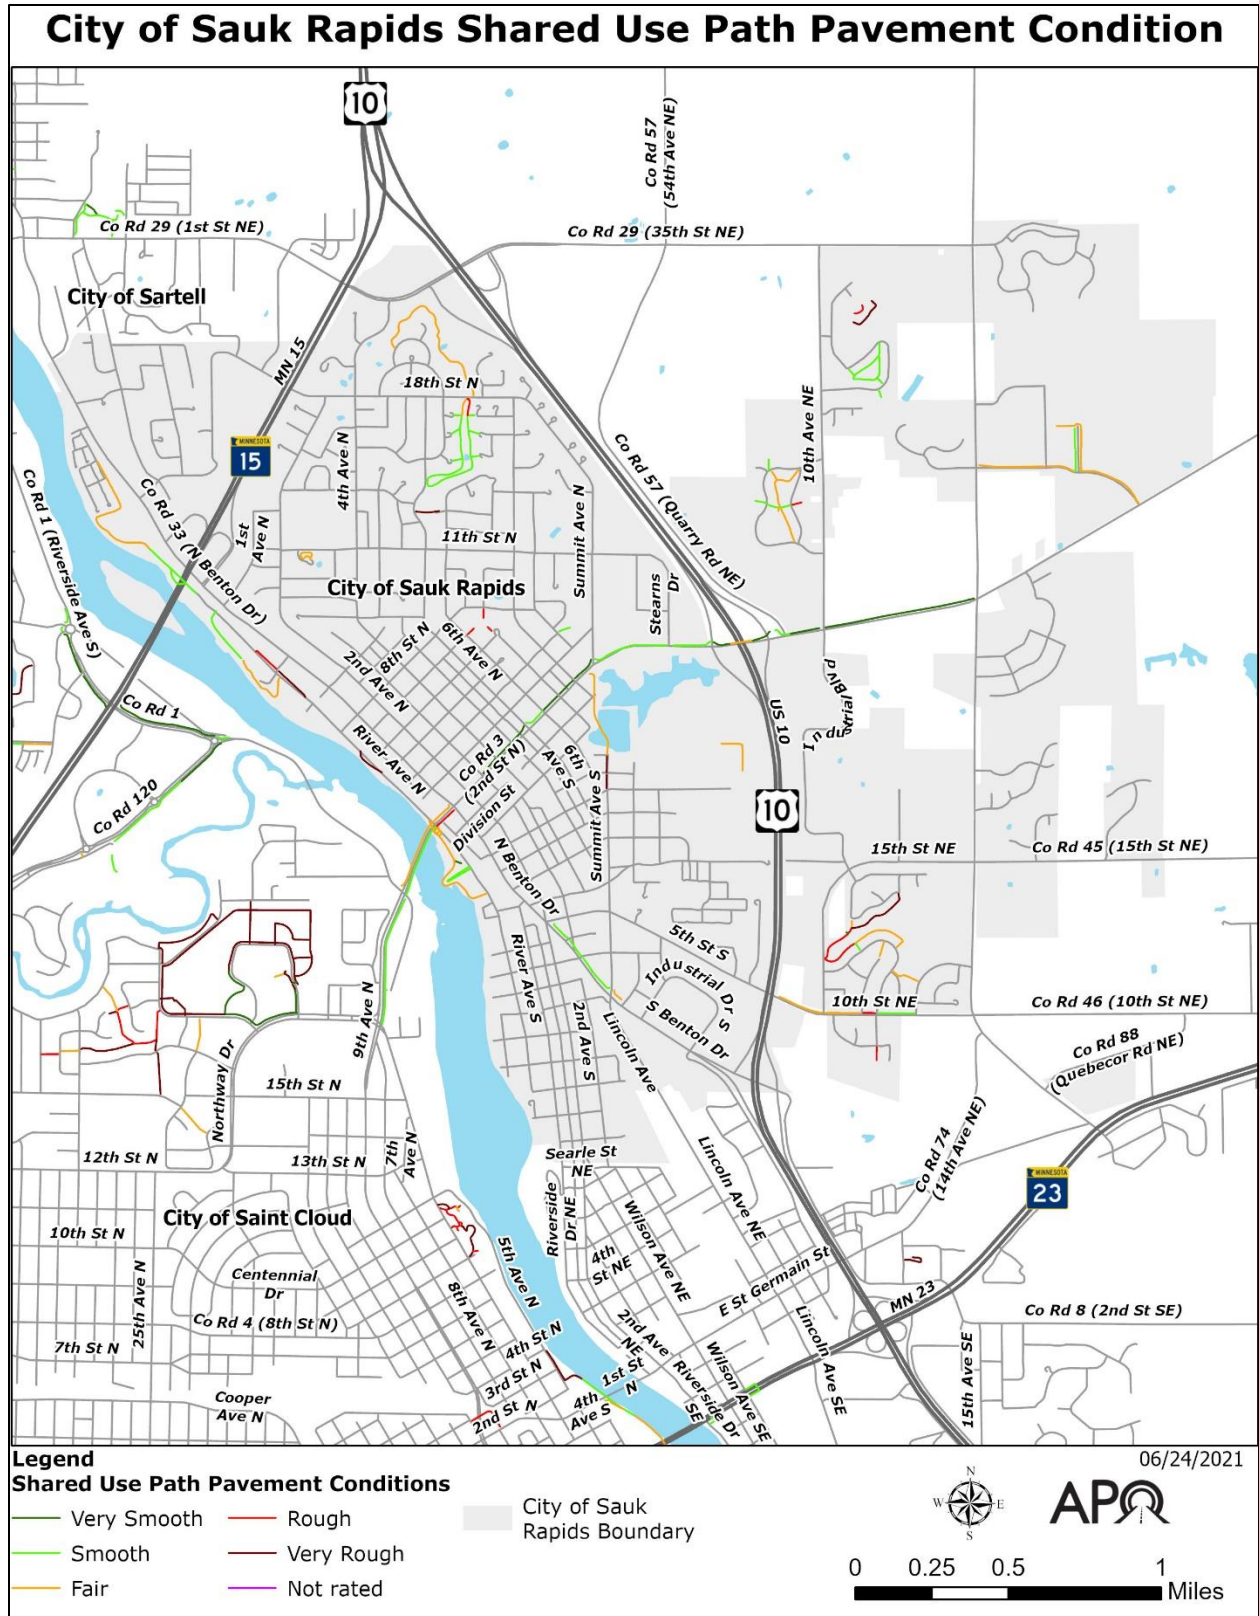 City of Sauk Rapids Shared Use Path Pavement Condition
10
Co Rd 57
(54th Ave NE)
Co Rd 29 (1st St NE)
Co Rd 29 (35th St NE)
City of Sartell
MN 15
18th St N
4th Ave N
10th Ave NE
MINNESOTA
15
Co Rd 57 (Quarry Rd NE)
Co Rd 1 (Riverside Ave S)
Co Rd 33 (N Benton Dr)
1st
Ave N
Summit Ave N
11th St N
Stearns
Dr
City of Sauk Rapids
8th St N
6th Ave N
2nd Ave N
Industrial
Blvd
US 10
Co Rd 1
River Ave N
Co Rd 3
(2nd St N)
6th
Ave S
Co Rd 120
Division St
Summit Ave S
10
N Benton Dr
15th St NE
Co Rd 45 (15th St NE)
5th St S
River Ave S
Industrial Dr S
9th Ave N
10th St NE
Co Rd 46 (10th St NE)
2nd Ave S
Lincoln Ave
S Benton Dr
Co Rd 88
(Quebecor Rd NE)
Northway Dr
15th St N
7th
Ave N
12th St N
13th St N
Searle St
NE
Lincoln Ave NE
Co Rd 74
(14th Ave NE)
MINNESOTA
23
City of Saint Cloud
Riverside
Dr NE
Wilson Ave NE
10th St N
5th Ave N
4th
St NE
Centennial
Dr
25th Ave N
8th Ave N
E St Germain St
MN 23
Co Rd 4 (8th St N)
Co Rd 8 (2nd St SE)
7th St N
4th St N
2nd Ave
NE
Lincoln Ave SE
3rd St N
1st St
N
Riverside Dr
SE
Wilson Ave SE
15th Ave SE
Cooper
Ave N
2nd St N
4th
Ave S
Legend
06/24/2021
Shared Use Path Pavement Conditions
Very Smooth
Rough
City of Sauk
Rapids Boundary
Smooth
Very Rough
Fair
Not rated
N
W E
S
APO
0 0.25 0.5 1
Miles